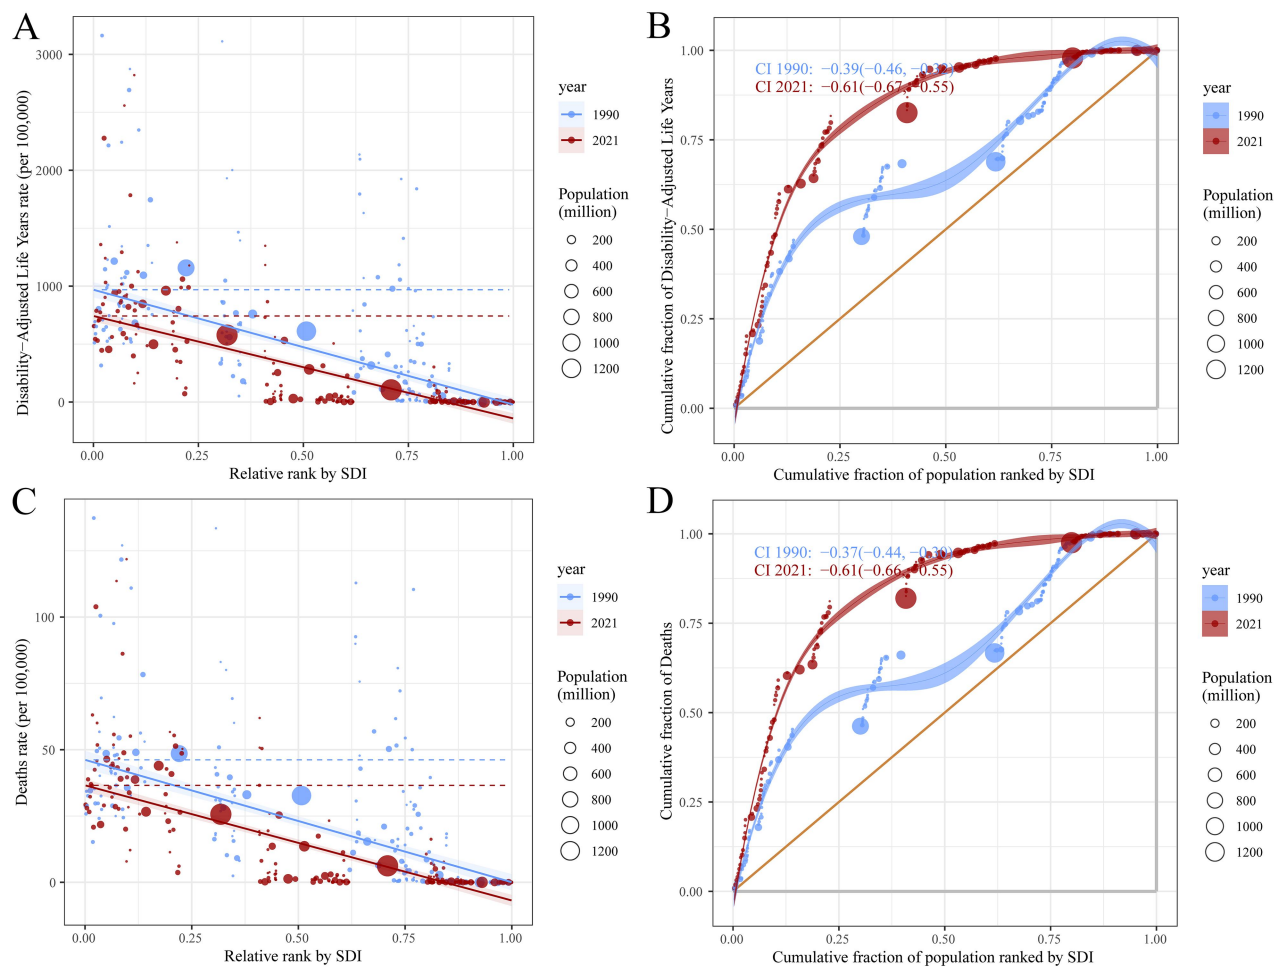 A
3000
2000
1000
0
Disability−Adjusted Life Years rate (per 100,000)
0.00
0.25
0.50
0.75
1.00
Relative rank by SDI
year
1990
2021
Population
(million)
200
400
600
800
1000
1200
B
1.00
0.75
0.50
0.25
0.00
Cumulative fraction of Disability−Adjusted Life Years
CI 1990: −0.39(−0.46,
CI 2021: −0.61(−0.67, −0.55)
0.00
0.25
0.50
0.75
1.00
Cumulative fraction of population ranked by SDI
year
1990
2021
Population
(million)
200
400
600
800
1000
1200
C
100
50
0
Deaths rate (per 100,000)
0.00
0.25
0.50
0.75
1.00
Relative rank by SDI
year
1990
2021
Population
(million)
200
400
600
800
1000
1200
D
1.00
0.75
0.50
0.25
0.00
Cumulative fraction of Deaths
CI 1990: −0.37(−0.44, −0.30)
CI 2021: −0.61(−0.66, −0.55)
0.00
0.25
0.50
0.75
1.00
Cumulative fraction of population ranked by SDI
year
1990
2021
Population
(million)
200
400
600
800
1000
1200